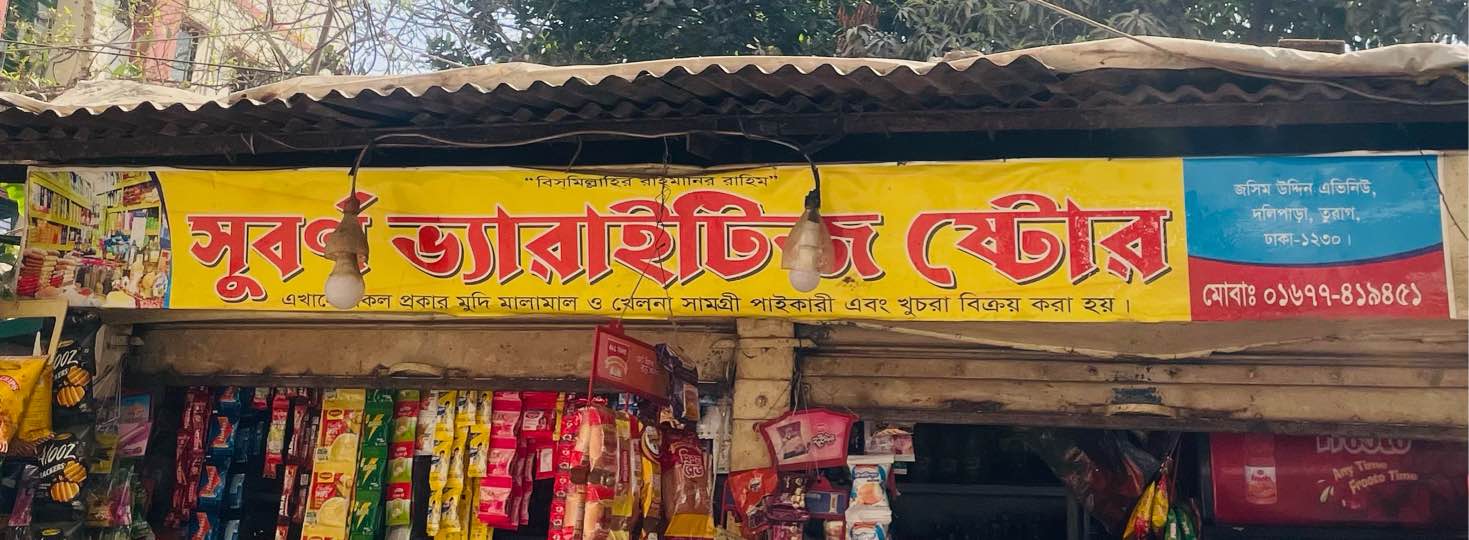 “বিসমিল্লাহির রাহমানির রাহিম”
সুবর্ণ ভ্যারাইটিজ ষ্টোর
এখানে সকল প্রকার মুদি মালামাল ও খেলনা সামগ্রী পাইকারী এবং খুচরা বিক্রয় করা হয়।
জসিম উদ্দিন এভিনিউ,
দলিপাড়া, তুরাগ,
ঢাকা-১২৩০।
মোবাঃ ০১৬৭৭-৪১৯৪৫১
Any Time
Frooto Time